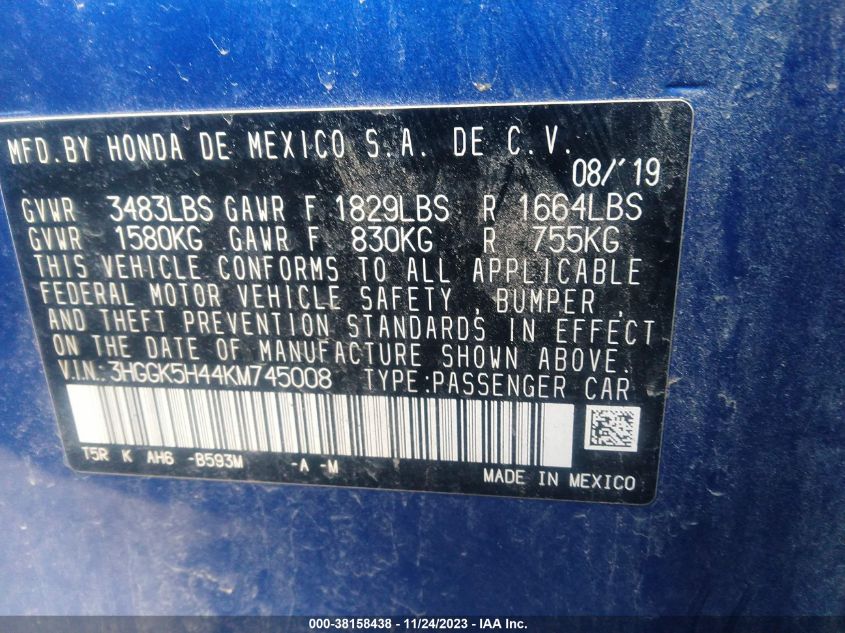 MFD.BY HONDA DE MEXICO S.A. DE C.V.
08/'19
GVWR 3483LBS GAWR F 1829LBS R 1664LBS
GVWR 1580KG GAWR F 830KG R 755KG
THIS VEHICLE CONFORMS TO ALL APPLICABLE
FEDERAL MOTOR VEHICLE SAFETY, BUMPER,
AND THEFT PREVENTION STANDARDS IN EFFECT
ON THE DATE OF MANUFACTURE SHOWN ABOVE.
V.I.N.:3HGGK5H44KM745008 TYPE:PASSENGER CAR
T5R K AH6 -B593M -A -M
MADE IN MEXICO
000-38158438 - 11/24/2023 - IAA Inc.